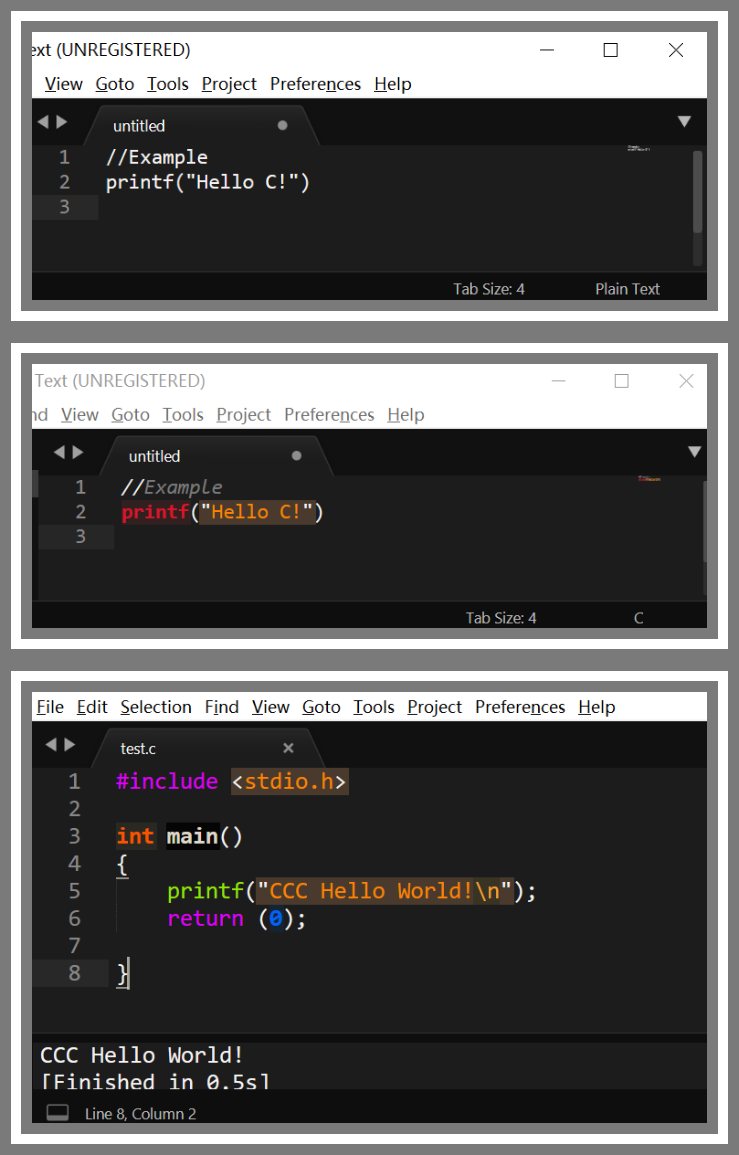 ext (UNREGISTERED)
View Goto Tools Project Preferences Help
untitled
1 //Example
2 printf("Hello C!")
3
Tab Size: 4 Plain Text
Text (UNREGISTERED)
nd View Goto Tools Project Preferences Help
untitled
1 //Example
2 printf("Hello C!")
3
Tab Size: 4 C
File Edit Selection Find View Goto Tools Project Preferences Help
test.c
1 #include <stdio.h>
2
3 int main()
4 {
5 printf("CCC Hello World!\n");
6 return (0);
7
8 }
CCC Hello World!
[Finished in 0.5s]
Line 8, Column 2